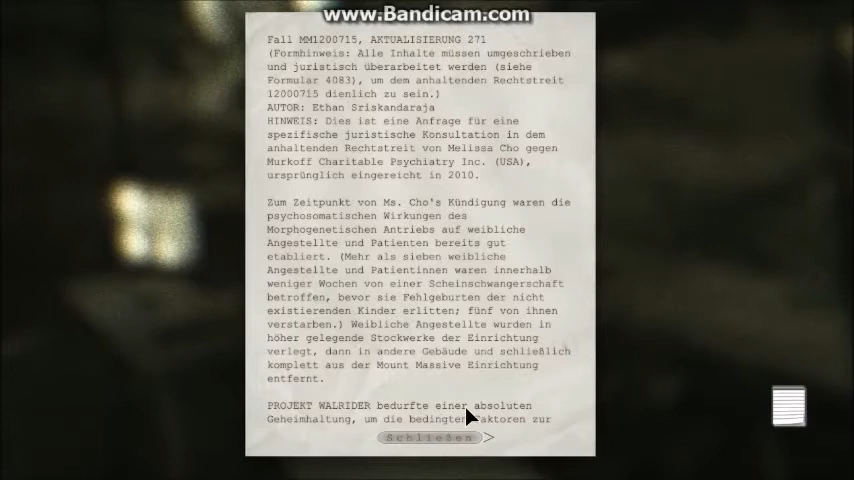 www.Bandicam.com
Fall MM1200715, AKTUALISIERUNG 271
(Formhinweis: Alle Inhalte müssen umgeschrieben
und juristisch überarbeitet werden (siehe
Formular 4083), um dem anhaltenden Rechtstreit
12000715 dienlich zu sein.)
AUTOR: Ethan Sriskandaraja
HINWEIS: Dies ist eine Anfrage für eine
spezifische juristische Konsultation in dem
anhaltenden Rechtstreit von Melissa Cho gegen
Murkoff Charitable Psychiatry Inc. (USA),
ursprünglich eingereicht in 2010.
Zum Zeitpunkt von Ms. Cho's Kündigung waren die
psychosomatischen Wirkungen des
Morphogenetischen Antriebs auf weibliche
Angestellte und Patienten bereits gut
etabliert. (Mehr als sieben weibliche
Angestellte und Patientinnen waren innerhalb
weniger Wochen von einer Scheinschwangerschaft
betroffen, bevor sie Fehlgeburten der nicht
existierenden Kinder erlitten; fünf von ihnen
verstarben.) Weibliche Angestellte wurden in
höher gelegende Stockwerke der Einrichtung
verlegt, dann in andere Gebäude und schließlich
komplett aus der Mount Massive Einrichtung
entfernt.
PROJEKT WALRIDER bedurfte einer absoluten
Geheimhaltung, um die bedingten Faktoren zur
Schließen